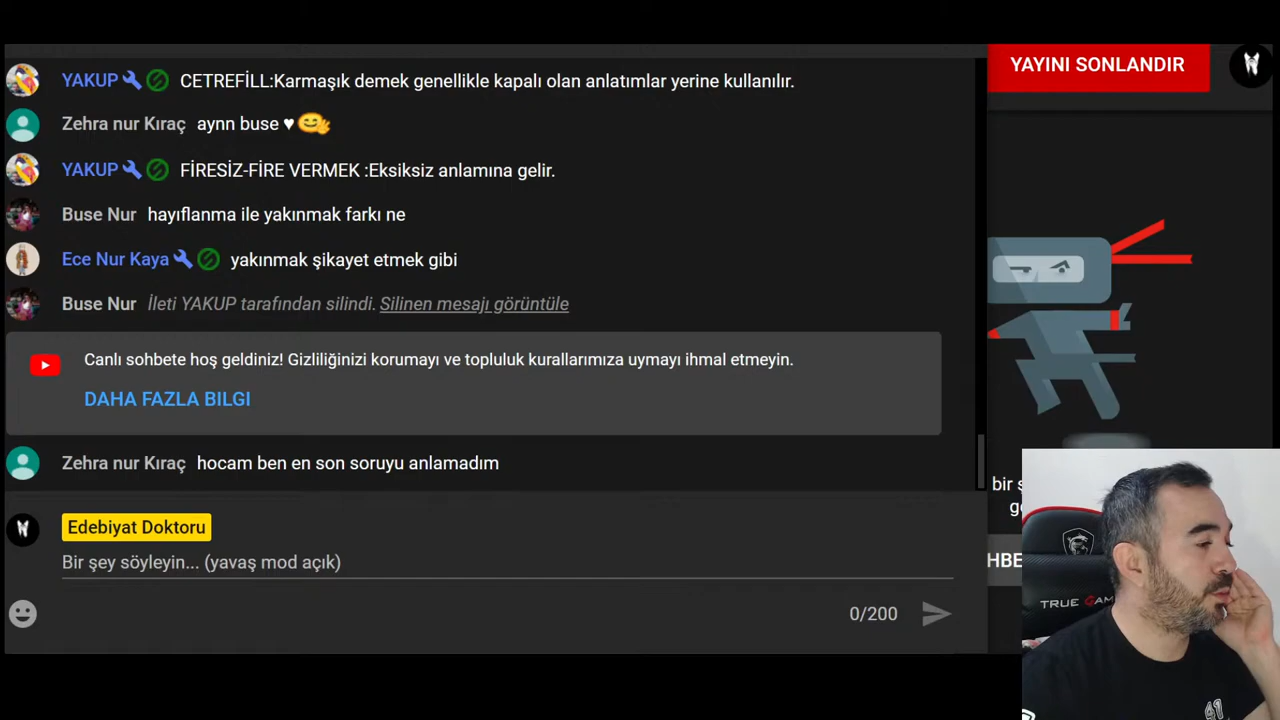 YAYINI SONLANDIR
YAKUP CETREFİLL:Karmaşık demek genellikle kapalı olan anlatımlar yerine kullanılır.
Zehra nur Kıraç aynn buse ♥😊
YAKUP FİRESİZ-FİRE VERMEK :Eksiksiz anlamına gelir.
Buse Nur hayıflanma ile yakınmak farkı ne
Ece Nur Kaya yakınmak şikayet etmek gibi
Buse Nur İleti YAKUP tarafından silindi. Silinen mesajı görüntüle
Canlı sohbete hoş geldiniz! Gizliliğinizi korumayı ve topluluk kurallarımıza uymayı ihmal etmeyin.
DAHA FAZLA BILGI
Zehra nur Kıraç hocam ben en son soruyu anlamadım
Edebiyat Doktoru
Bir şey söyleyin... (yavaş mod açık)
0/200
bir
TRUE GAM